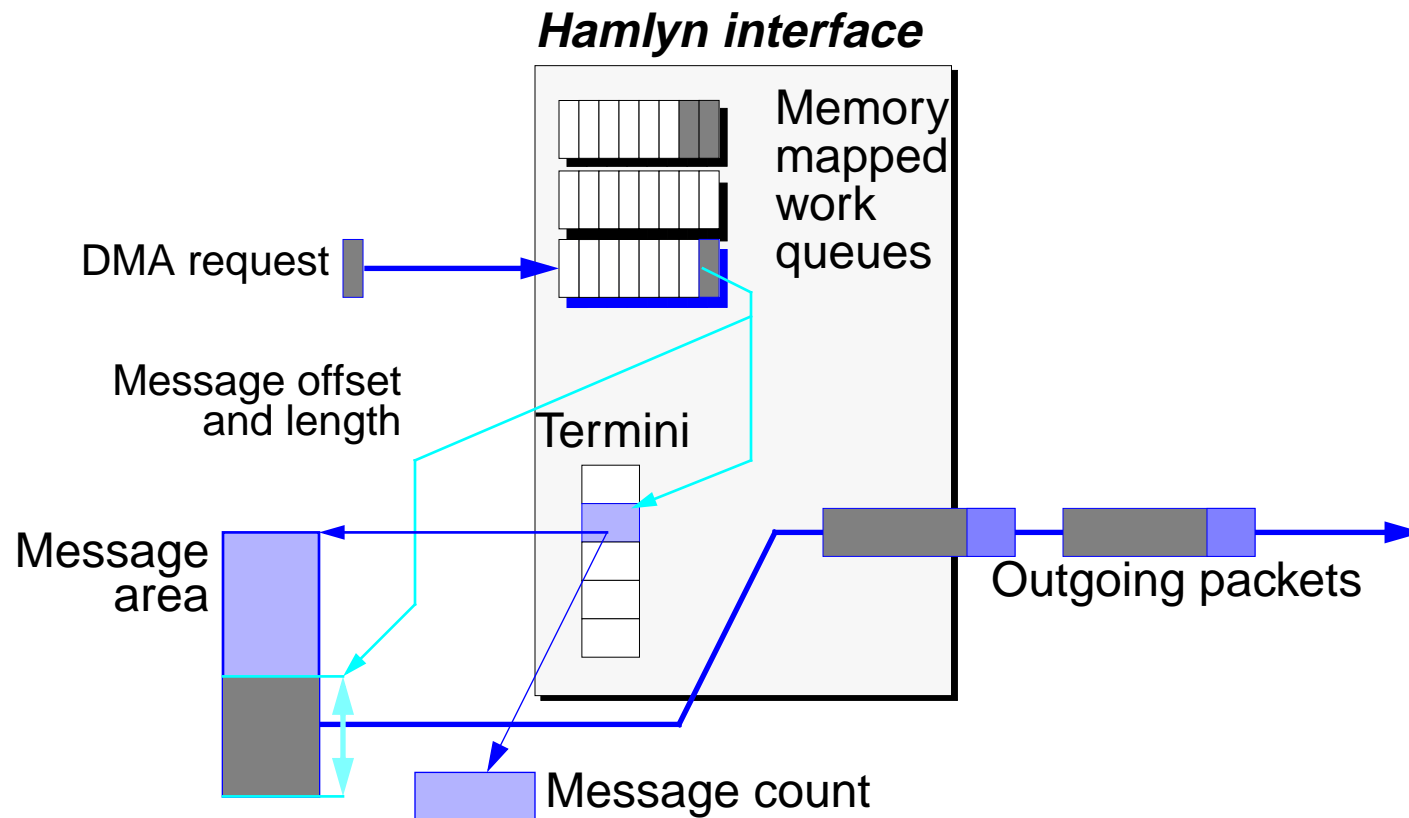 Hamlyn interface
Memory
mapped
work
queues
DMA request
Message offset
and length
Termini
Message
area
Outgoing packets
Message count